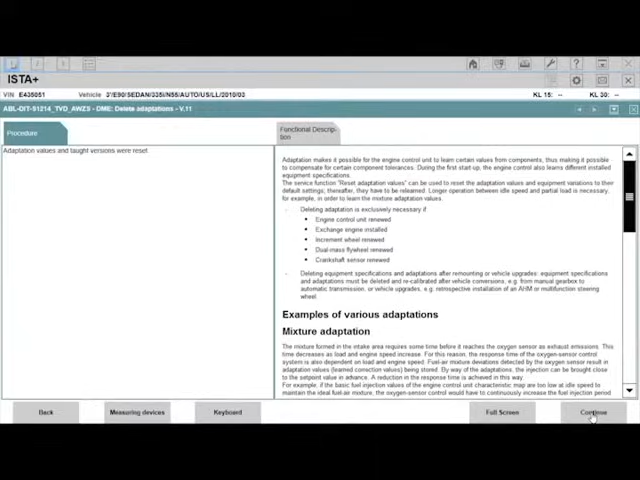 ISTA+
VIN E435051 Vehicle 3'/E90/SEDAN/335i/N55/AUTO/US/LL/2010/03 KL 15: -- KL 30: --
ABL-DIT-91214_TVD_AWZS - DME: Delete adaptations - V.11
Procedure
Functional Descrip-
tion
Adaptation values and taught versions were reset.
Adaptation makes it possible for the engine control unit to learn certain values from components, thus making it possible
to compensate for certain component tolerances. During the first start up, the engine control also learns different installed
equipment specifications.
The service function "Reset adaptation values" can be used to reset the adaptation values and equipment variations to their
default settings; thereafter, they have to be relearned. Longer operation between idle speed and partial load is necessary,
for example, in order to learn the mixture adaptation values.
- Deleting adaptation is exclusively necessary if
• Engine control unit renewed
• Exchange engine installed
• Increment wheel renewed
• Dual-mass flywheel renewed
• Crankshaft sensor renewed
- Deleting equipment specifications and adaptations after remounting or vehicle upgrades: equipment specifications
and adaptations must be deleted and re-calibrated after vehicle conversions, e.g. from manual gearbox to
automatic transmission, or vehicle upgrades, e.g. retrospective installation of an AHM or multifunction steering
wheel.
Examples of various adaptations
Mixture adaptation
The mixture formed in the intake area requires some time before it reaches the oxygen sensor as exhaust emissions. This
time decreases as load and engine speed increase. For this reason, the response time of the oxygen-sensor control
system is also dependent on load and engine speed. Fuel-air mixture deviations detected by the oxygen sensor result in
adaptation values (learned correction values) being stored. By way of the adaptations, the injection can be brought close
to the setpoint value in advance. A reduction in the response time is achieved in this way.
For example, if the basic fuel injection values of the engine control unit characteristic map are too low at idle speed to
maintain the ideal fuel-air mixture, the oxygen-sensor control would have to continuously increase the fuel injection period
Back
Measuring devices
Keyboard
Full Screen
Continue